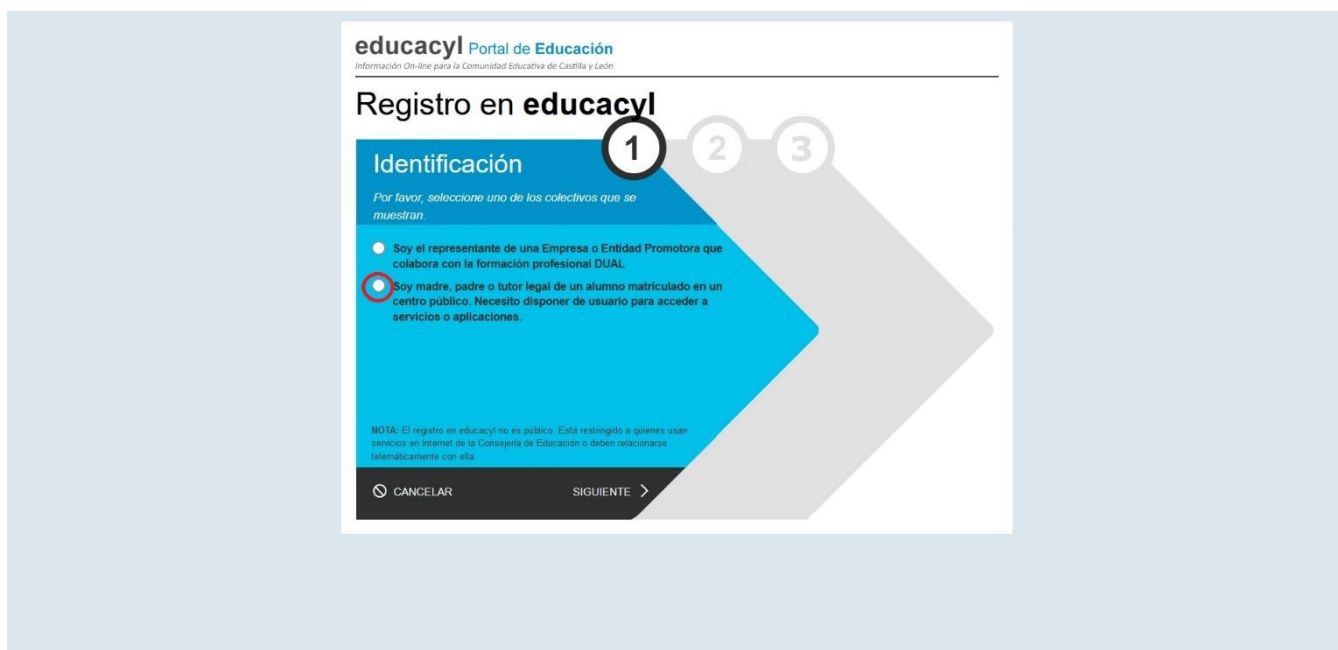 educacyl Portal de Educación
Información On-line para la Comunidad Educativa de Castilla y León
Registro en educacyl
1 2 3
Identificación
Por favor, seleccione uno de los colectivos que se
muestran.
Soy el representante de una Empresa o Entidad Promotora que
colabora con la formación profesional DUAL
Soy madre, padre o tutor legal de un alumno matriculado en un
centro público. Necesito disponer de usuario para acceder a
servicios o aplicaciones.
NOTA: El registro en educacyl no es público. Está restringido a quienes usan
servicios en Internet de la Consejería de Educación o deben relacionarse
telemáticamente con ella.
CANCELAR SIGUIENTE